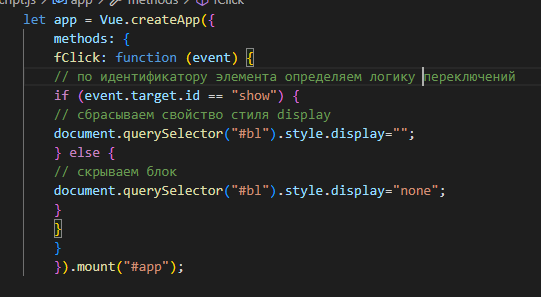 cript.js > app > methods > fClick
let app = Vue.createApp({
methods: {
fClick: function (event) {
// по идентификатору элемента определяем логику переключений
if (event.target.id == "show") {
// сбрасываем свойство стиля display
document.querySelector("#bl").style.display="";
} else {
// скрываем блок
document.querySelector("#bl").style.display="none";
}
}
}
}).mount("#app");